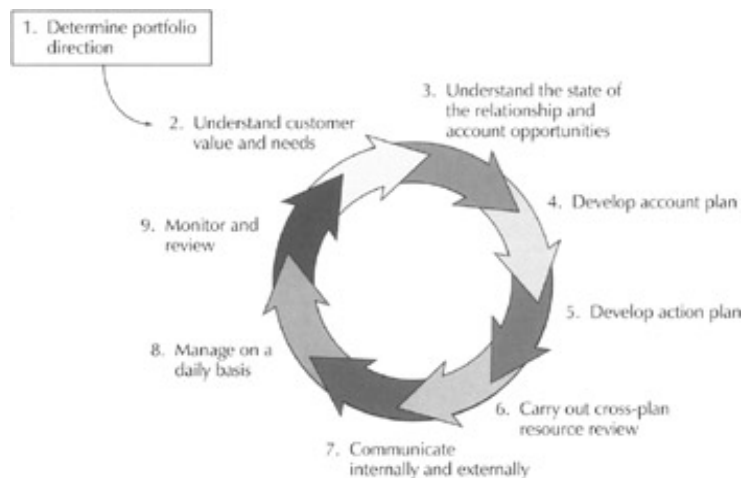 1. Determine portfolio
direction
2. Understand customer
value and needs
3. Understand the state of
the relationship and
account opportunities
4. Develop account plan
5. Develop action plan
6. Carry out cross-plan
resource review
7. Communicate
internally and externally
8. Manage on a
daily basis
9. Monitor and
review